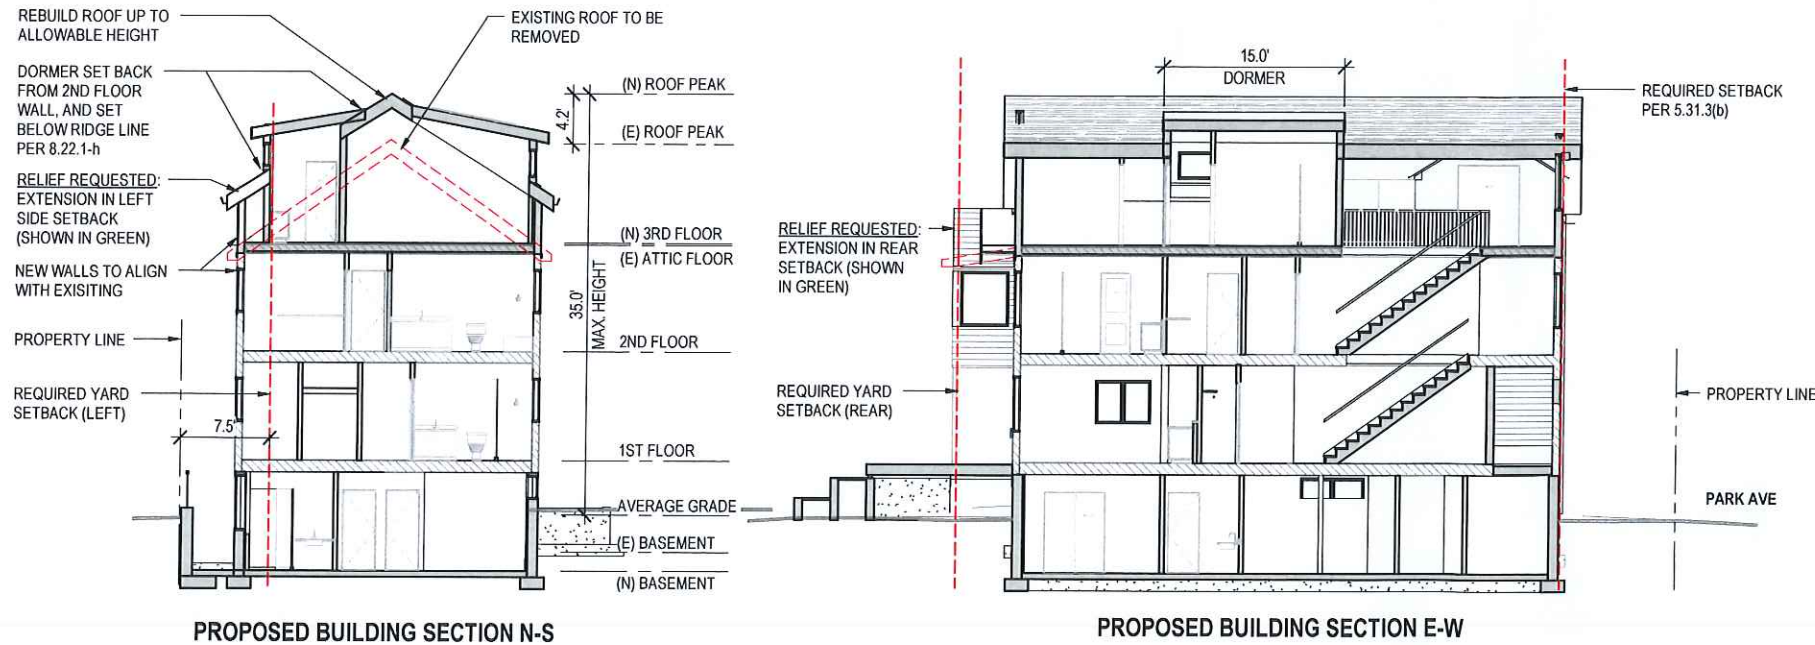 REBUILD ROOF UP TO
ALLOWABLE HEIGHT
EXISTING ROOF TO BE
REMOVED
DORMER SET BACK
FROM 2ND FLOOR
WALL, AND SET
BELOW RIDGE LINE
PER 8.22.1-h
RELIEF REQUESTED:
EXTENSION IN LEFT
SIDE SETBACK
(SHOWN IN GREEN)
NEW WALLS TO ALIGN
WITH EXISITING
PROPERTY LINE
REQUIRED YARD
SETBACK (LEFT)
7.5'
4.2'
35.0'
MAX. HEIGHT
(N) ROOF PEAK
(E) ROOF PEAK
(N) 3RD FLOOR
(E) ATTIC FLOOR
2ND FLOOR
1ST FLOOR
AVERAGE GRADE
(E) BASEMENT
(N) BASEMENT
PROPOSED BUILDING SECTION N-S
15.0'
DORMER
REQUIRED SETBACK
PER 5.31.3(b)
RELIEF REQUESTED:
EXTENSION IN REAR
SETBACK (SHOWN
IN GREEN)
REQUIRED YARD
SETBACK (REAR)
PROPERTY LINE
PARK AVE
PROPOSED BUILDING SECTION E-W